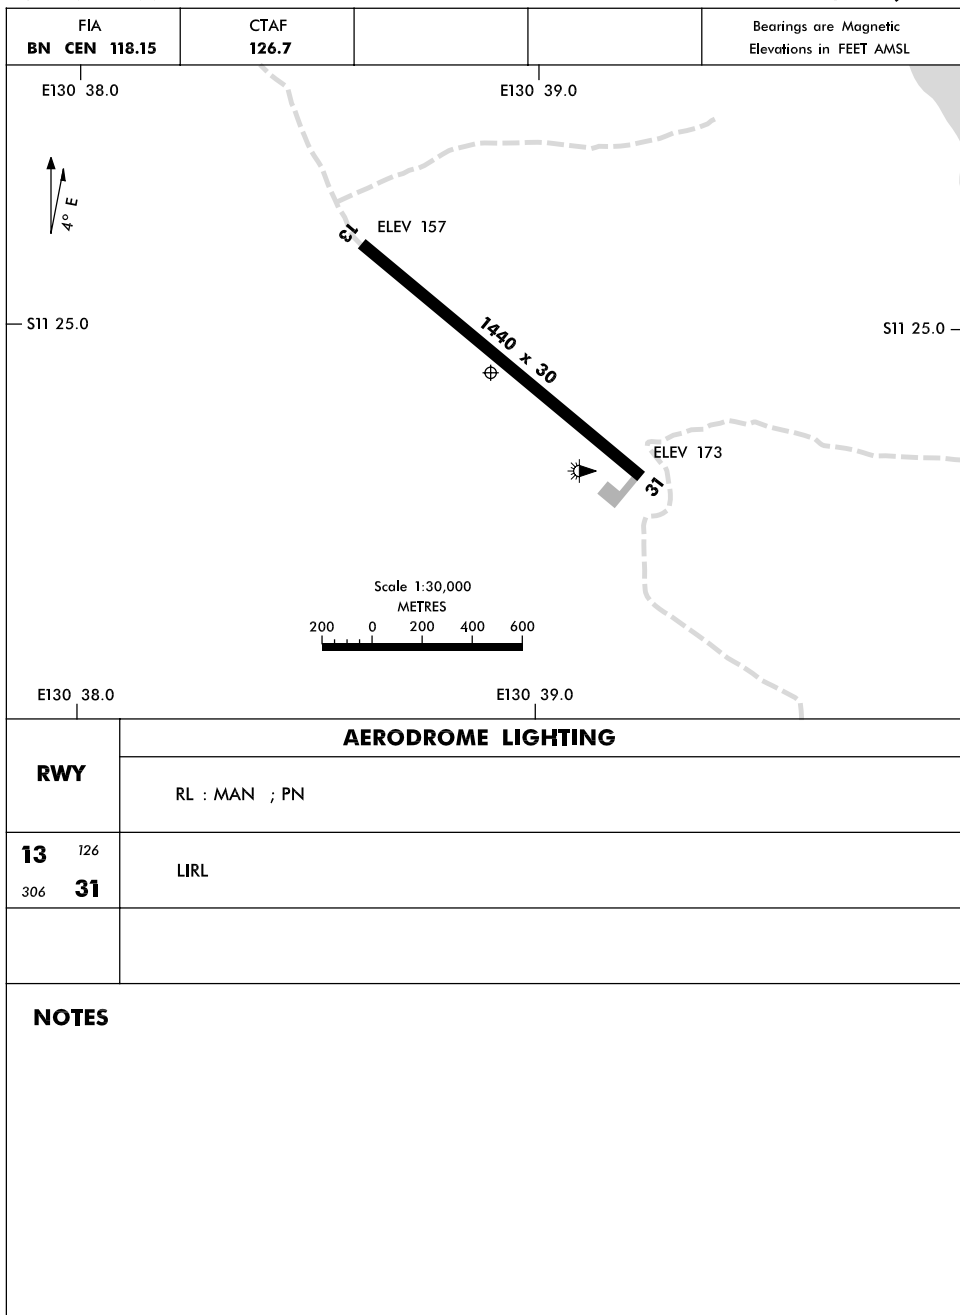 FIA
BN CEN 118.15
CTAF
126.7
Bearings are Magnetic
Elevations in FEET AMSL
E130 38.0
E130 39.0
4° E
13
ELEV 157
S11 25.0
S11 25.0
1440 x 30
ELEV 173
31
Scale 1:30,000
METRES
200 0 200 400 600
E130 38.0
E130 39.0
RWY
AERODROME LIGHTING
RL : MAN ; PN
13 126
306 31
LIRL
NOTES